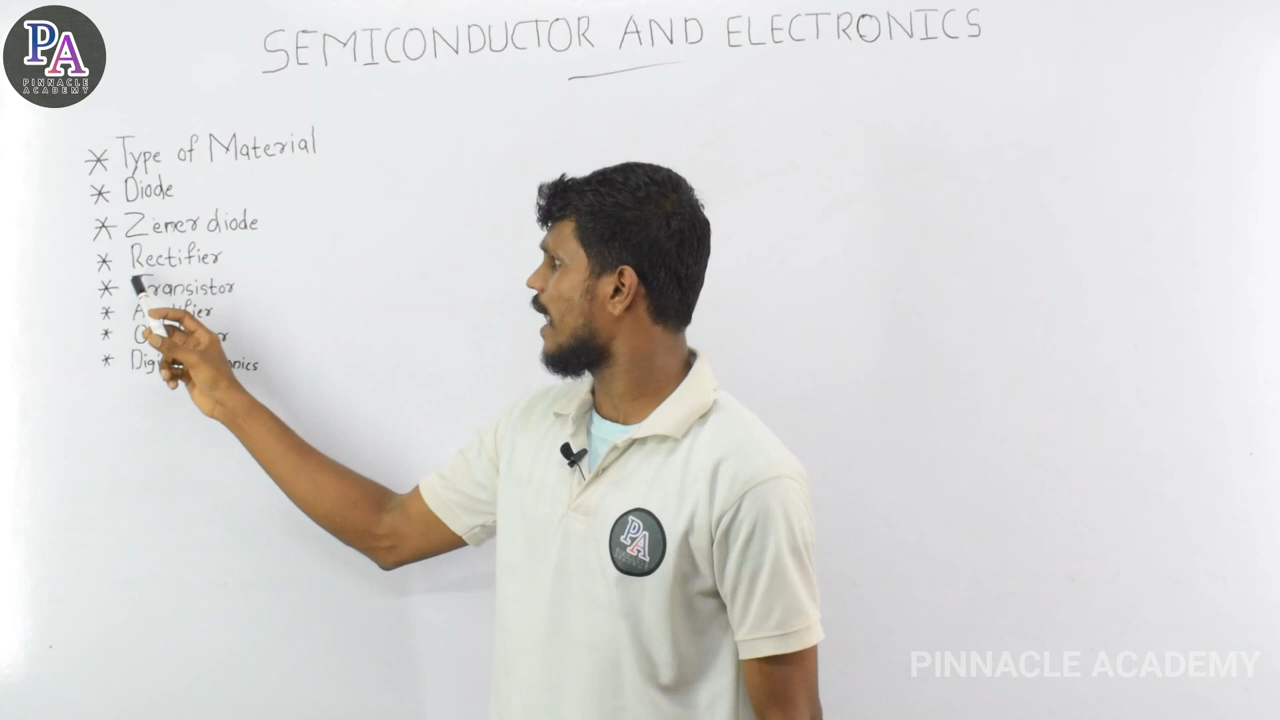 PA
PINNACLE
ACADEMY
SEMICONDUCTOR AND ELECTRONICS
* Type of Material
* Diode
* Zener diode
* Rectifier
* Transistor
*
*
*
PA
PINNACLE ACADEMY